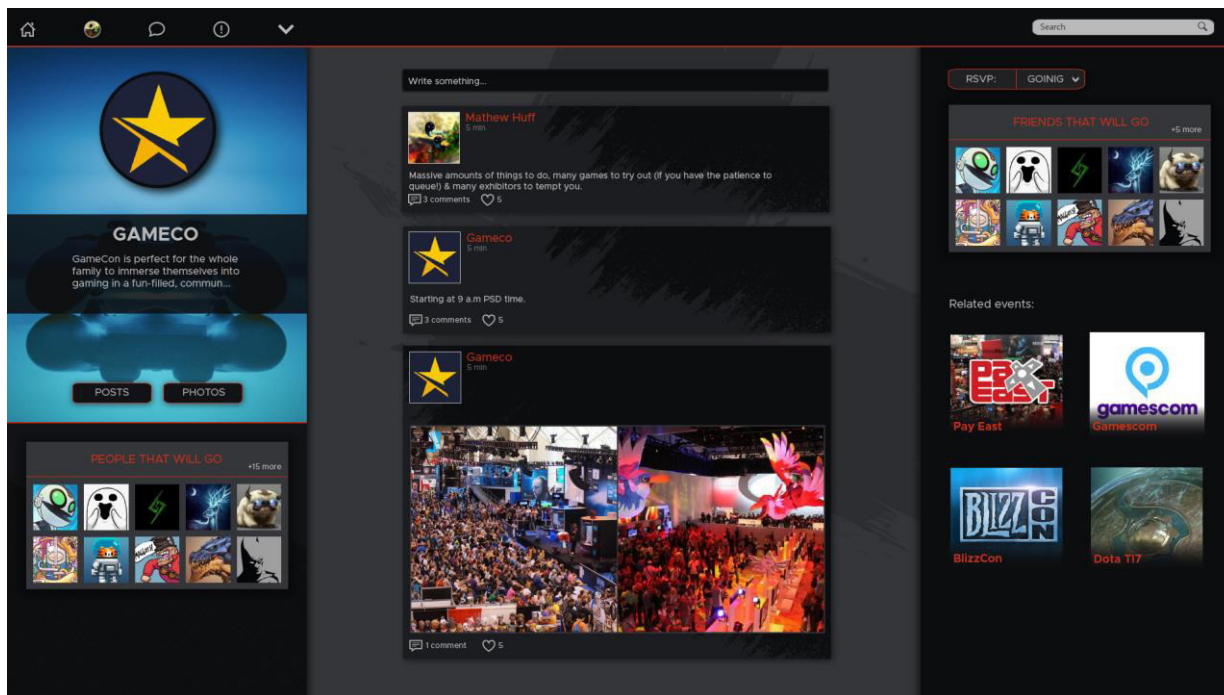 Search
GAMECO
GameCon is perfect for the whole
family to immerse themselves into
gaming in a fun-filled, commun...
POSTS
PHOTOS
PEOPLE THAT WILL GO
+15 more
Write something...
Mathew Huff
5 min
Massive amounts of things to do, many games to try out (if you have the patience to
queue!) & many exhibitors to tempt you.
3 comments
5
Gameco
5 min
Starting at 9 a.m PSD time.
3 comments
5
Gameco
5 min
1 comment
5
RSVP:
GOINIG
FRIENDS THAT WILL GO
+5 more
Related events:
Pax
East
Pay East
gamescom
Gamescom
BLIZZ
CON
BlizzCon
Dota TI7